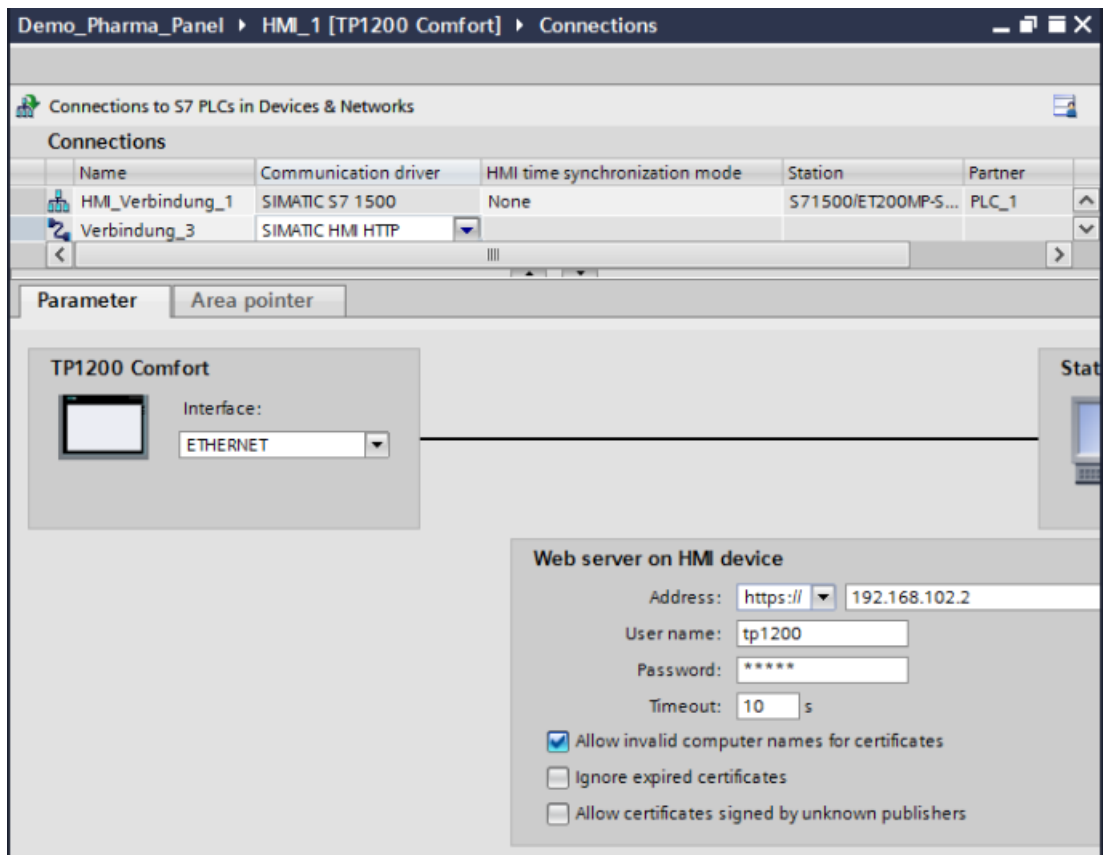 Demo_Pharma_Panel ▸ HMI_1 [TP1200 Comfort] ▸ Connections
Connections to S7 PLCs in Devices & Networks
Connections
Name Communication driver HMI time synchronization mode Station Partner
HMI_Verbindung_1 SIMATIC S7 1500 None S71500/ET200MP-S... PLC_1
Verbindung_3 SIMATIC HMI HTTP
Parameter Area pointer
TP1200 Comfort Stat
Interface:
ETHERNET
Web server on HMI device
Address: https:// 192.168.102.2
User name: tp1200
Password: *****
Timeout: 10 s
Allow invalid computer names for certificates
Ignore expired certificates
Allow certificates signed by unknown publishers